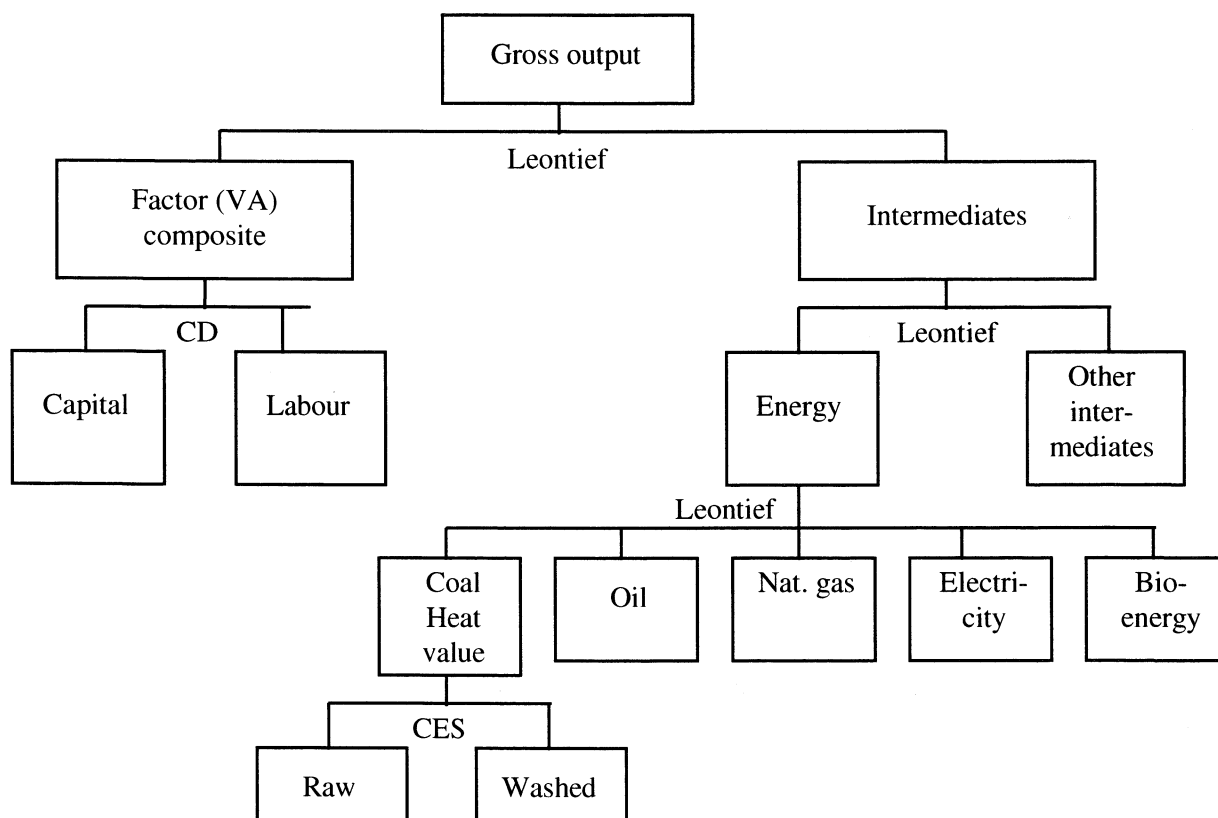 Gross output
Leontief
Factor (VA)
composite
Intermediates
CD
Leontief
Capital
Labour
Energy
Other
inter-
mediates
Leontief
Coal
Heat
value
Oil
Nat. gas
Electri-
city
Bio-
energy
CES
Raw
Washed